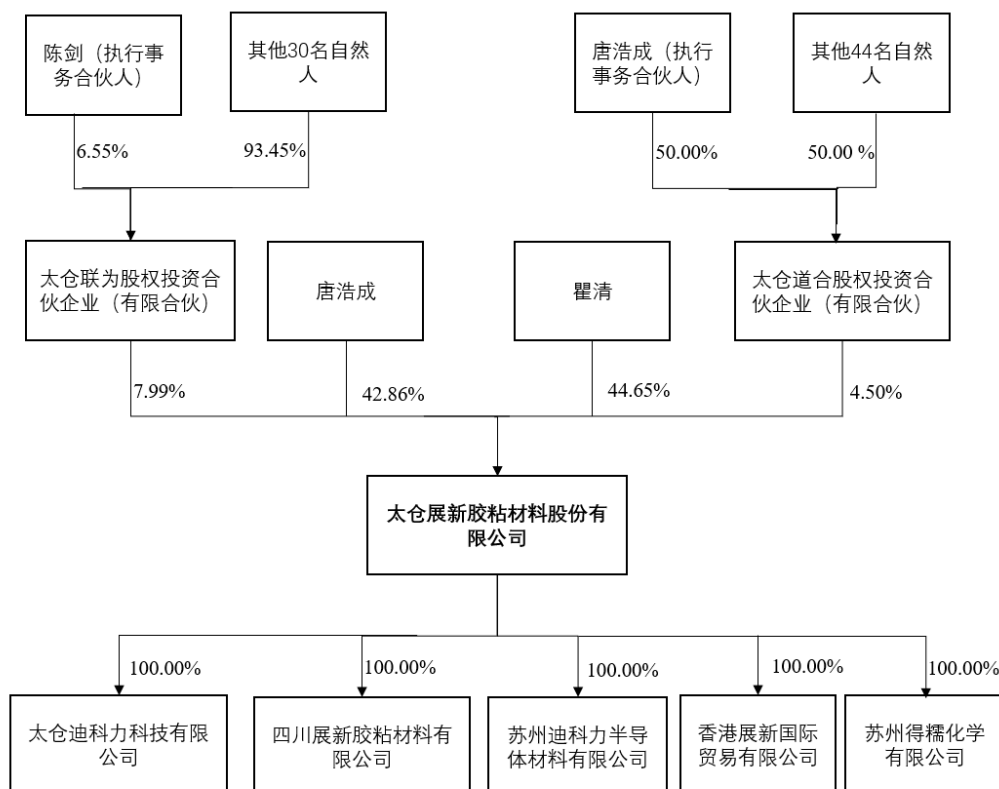 陈剑（执行事
务合伙人）
其他30名自然
人
唐浩成（执行
事务合伙人）
其他44名自然
人
6.55%
93.45%
50.00%
50.00 %
太仓联为股权投资合
伙企业（有限合伙）
唐浩成
瞿清
太仓道合股权投资合
伙企业（有限合伙）
7.99%
42.86%
44.65%
4.50%
太仓展新胶粘材料股份有
限公司
100.00%
100.00%
100.00%
100.00%
100.00%
太仓迪科力科技有限
公司
四川展新胶粘材料有
限公司
苏州迪科力半导
体材料有限公司
香港展新国际
贸易有限公司
苏州得糯化学
有限公司